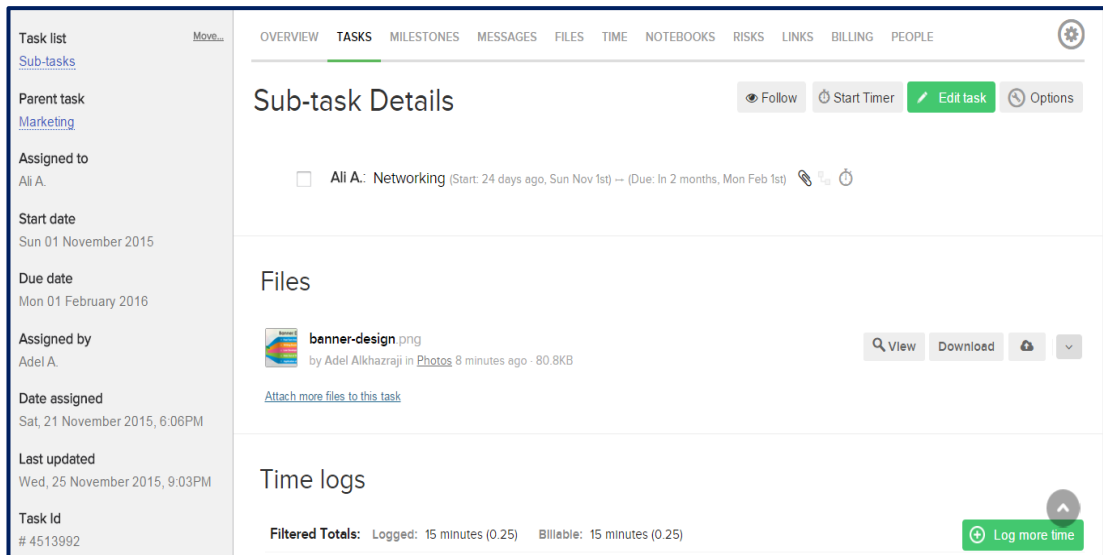 Task list Move...
Sub-tasks
Parent task
Marketing
Assigned to
Ali A.
Start date
Sun 01 November 2015
Due date
Mon 01 February 2016
Assigned by
Adel A.
Date assigned
Sat, 21 November 2015, 6:06PM
Last updated
Wed, 25 November 2015, 9:03PM
Task Id
# 4513992
OVERVIEW TASKS MILESTONES MESSAGES FILES TIME NOTEBOOKS RISKS LINKS BILLING PEOPLE
Sub-task Details
Follow Start Timer Edit task Options
Ali A.: Networking (Start: 24 days ago, Sun Nov 1st) -- (Due: In 2 months, Mon Feb 1st)
Files
banner-design.png
by Adel Alkhazraji in Photos 8 minutes ago · 80.8KB
View Download
Attach more files to this task
Time logs
Filtered Totals: Logged: 15 minutes (0.25) Billable: 15 minutes (0.25)
Log more time